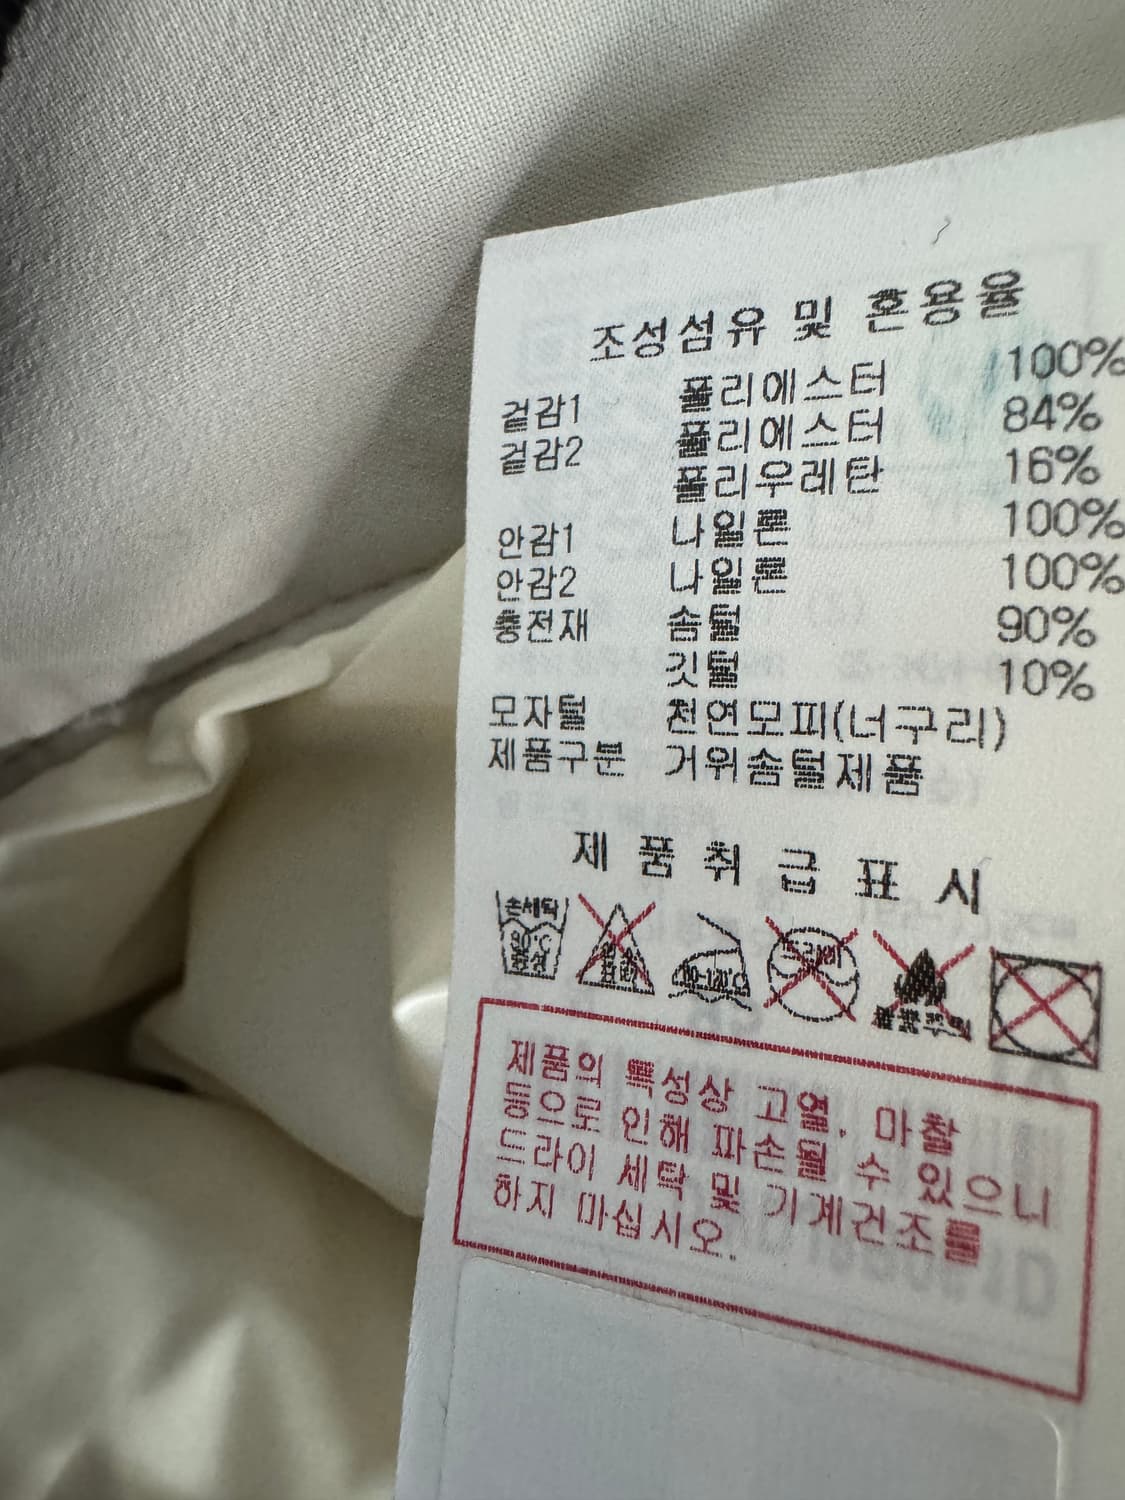 조성섬유 및 혼용율
겉감1 폴리에스터 100%
겉감2 폴리에스터 84%
폴리우레탄 16%
안감1 나일론 100%
안감2 나일론 100%
충전재 솜털 90%
깃털 10%
모자털 천연모피(너구리)
제품구분 거위솜털제품
제 품 취 급 표 시
손세탁
30°C
중성
80-120°C
드라이
제품의 특성상 고열, 마찰
등으로 인해 파손될 수 있으니
드라이 세탁 및 기계건조를
하지 마십시오.